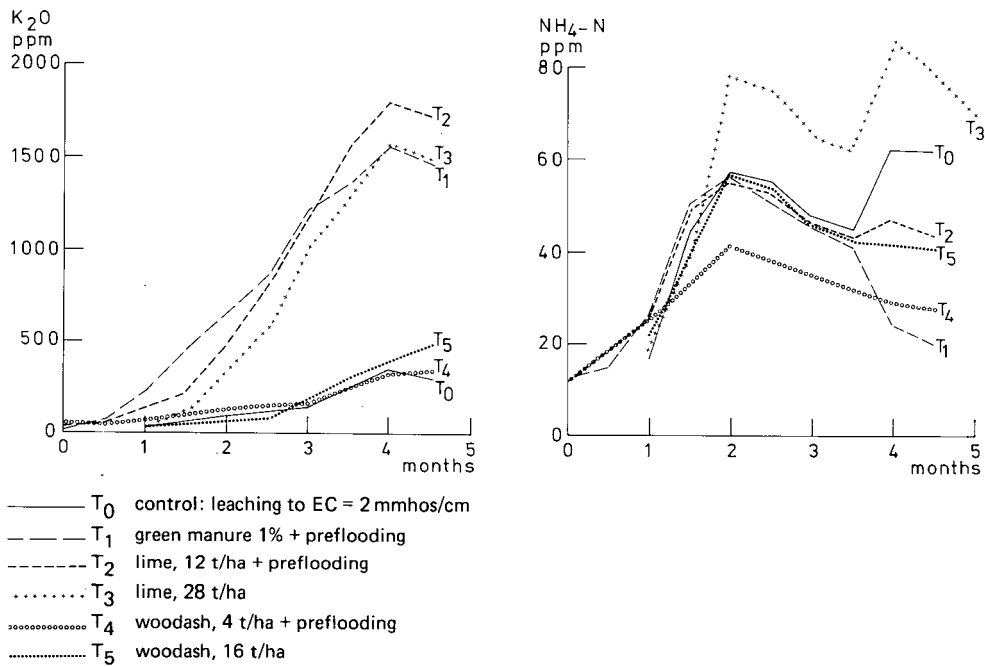 K₂O
ppm
2000
1500
1000
500
0
0 1 2 3 4 5
months
T₂
T₃
T₁
T₅
T₄
T₀
NH₄-N
ppm
80
60
40
20
0
0 1 2 3 4 5
months
T₃
T₀
T₂
T₅
T₄
T₁
T₀ control: leaching to EC = 2 mmhos/cm
T₁ green manure 1% + preflooding
T₂ lime, 12 t/ha + preflooding
T₃ lime, 28 t/ha
T₄ woodash, 4 t/ha + preflooding
T₅ woodash, 16 t/ha